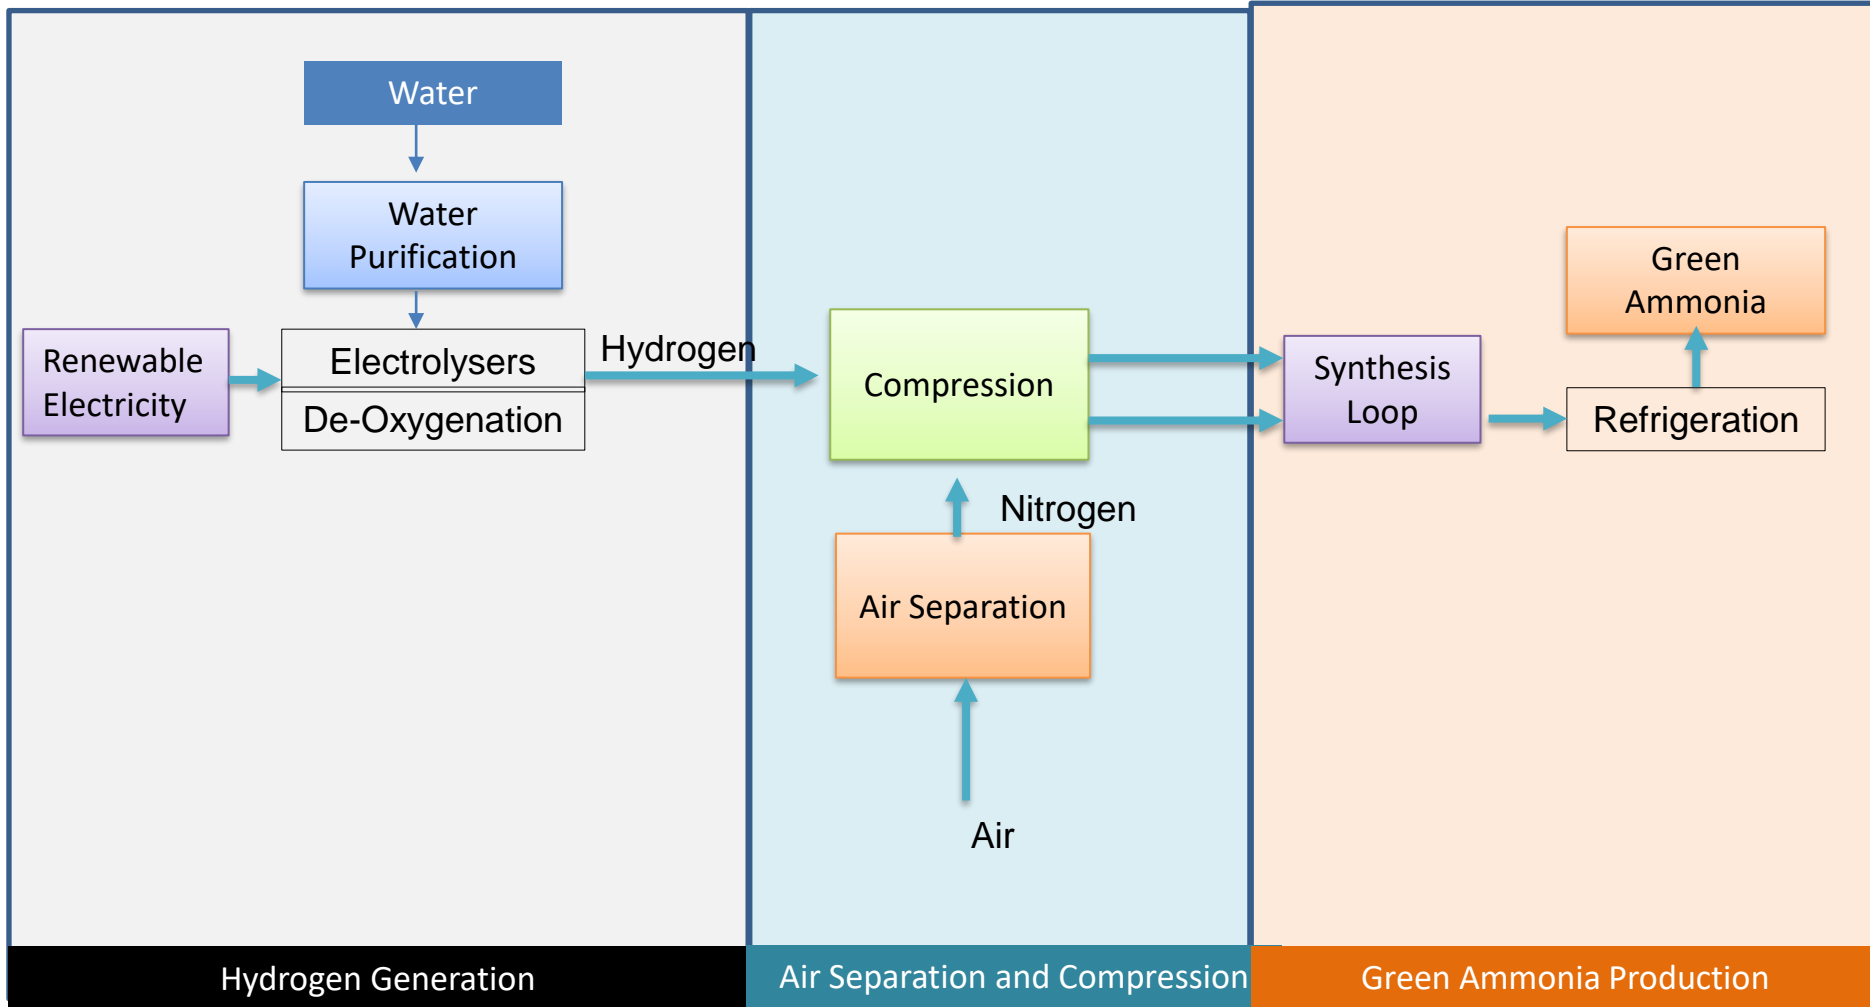 Water
Water
Purification
Renewable
Electricity
Electrolysers
De-Oxygenation
Hydrogen
Compression
Nitrogen
Air Separation
Air
Synthesis
Loop
Green
Ammonia
Refrigeration
Hydrogen Generation
Air Separation and Compression
Green Ammonia Production